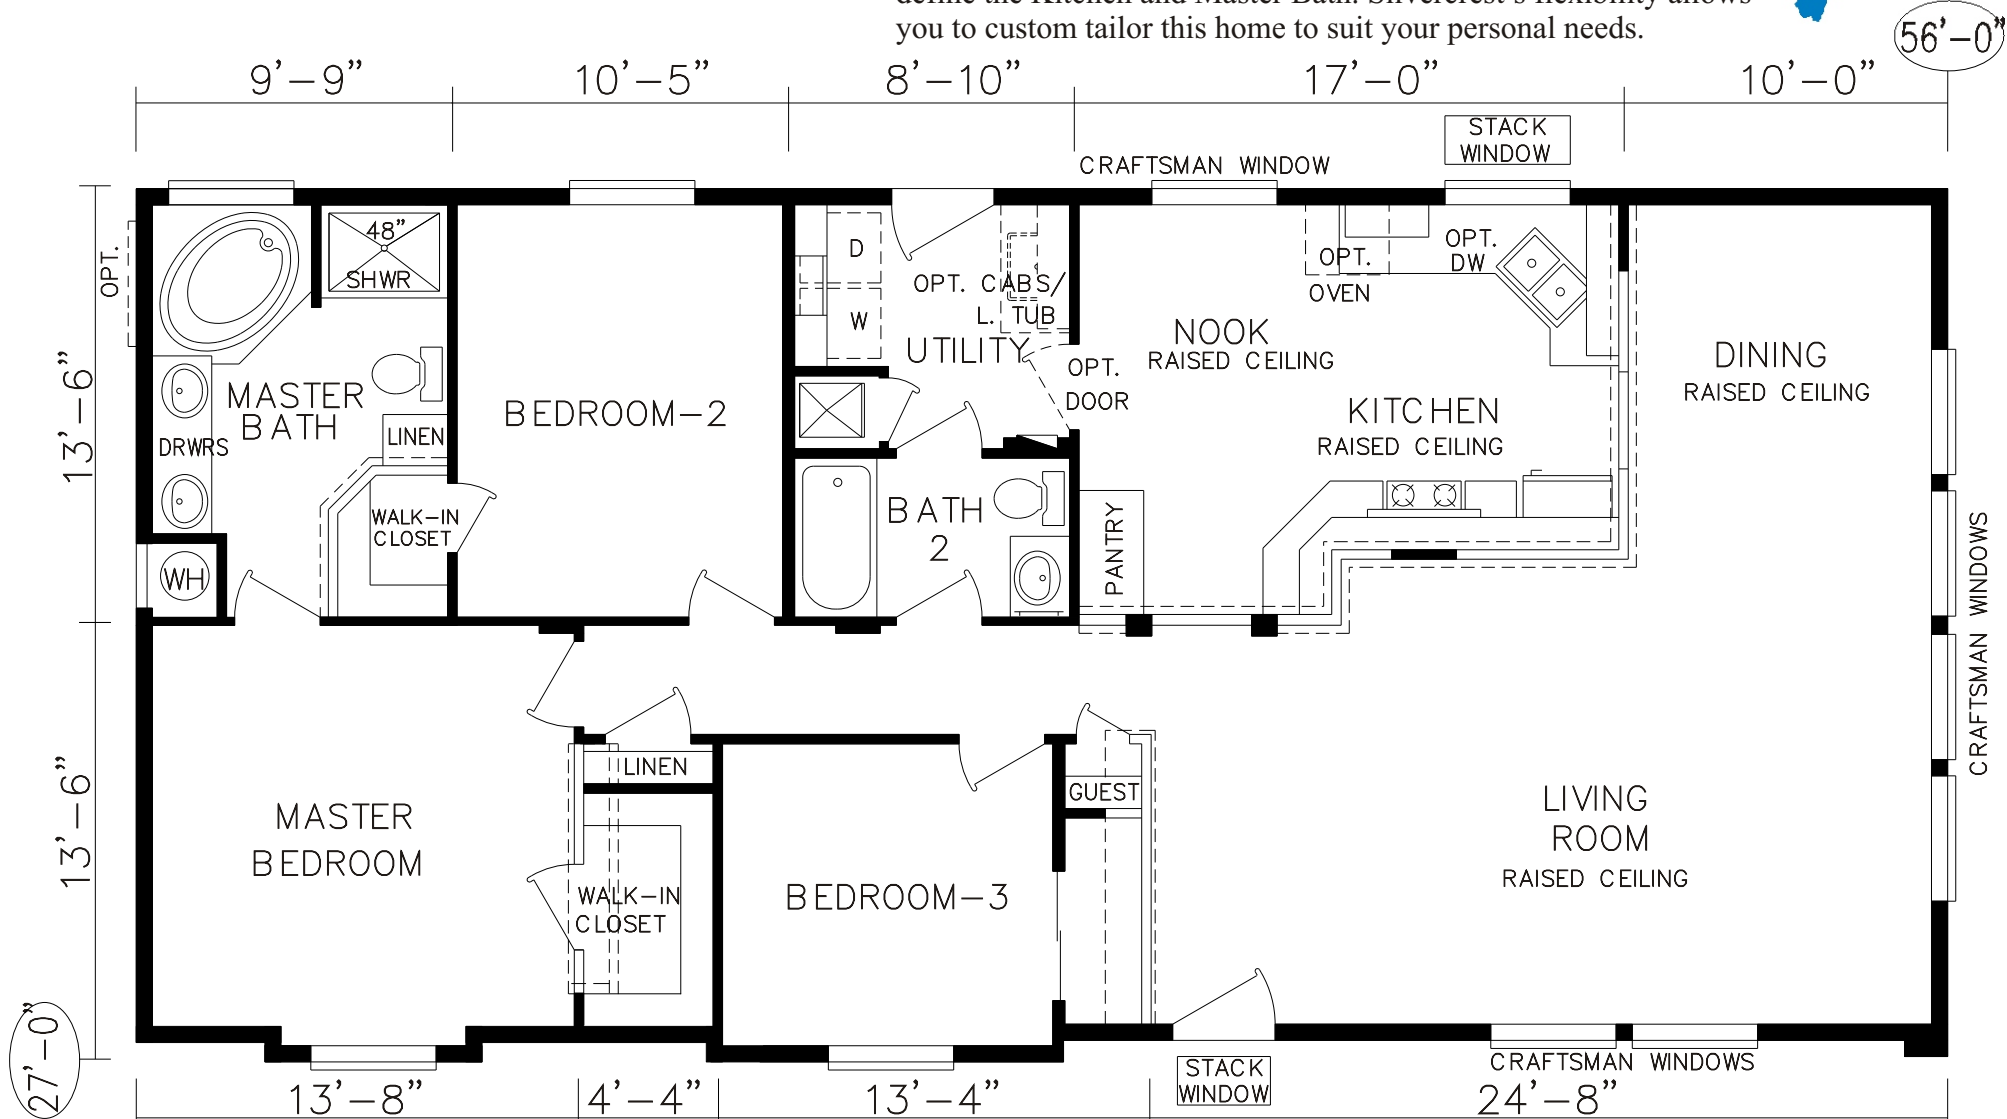 define the Kitchen and Master Bath. Silvercrest's flexibility allows
you to custom tailor this home to suit your personal needs.
56'-0"
9'-9"
10'-5"
8'-10"
17'-0"
10'-0"
STACK
WINDOW
CRAFTSMAN WINDOW
OPT.
48"
SHWR
D
W
OPT. CABS/
L. TUB
UTILITY
OPT.
OVEN
OPT.
DW
NOOK
RAISED CEILING
OPT.
DOOR
DINING
RAISED CEILING
13'-6"
MASTER
BATH
DRWRS
LINEN
BEDROOM-2
KITCHEN
RAISED CEILING
WALK-IN
CLOSET
BATH
2
PANTRY
WH
CRAFTSMAN WINDOWS
13'-6"
LINEN
GUEST
MASTER
BEDROOM
LIVING
ROOM
RAISED CEILING
WALK-IN
CLOSET
BEDROOM-3
27'-0"
STACK
WINDOW
CRAFTSMAN WINDOWS
13'-8"
4'-4"
13'-4"
24'-8"